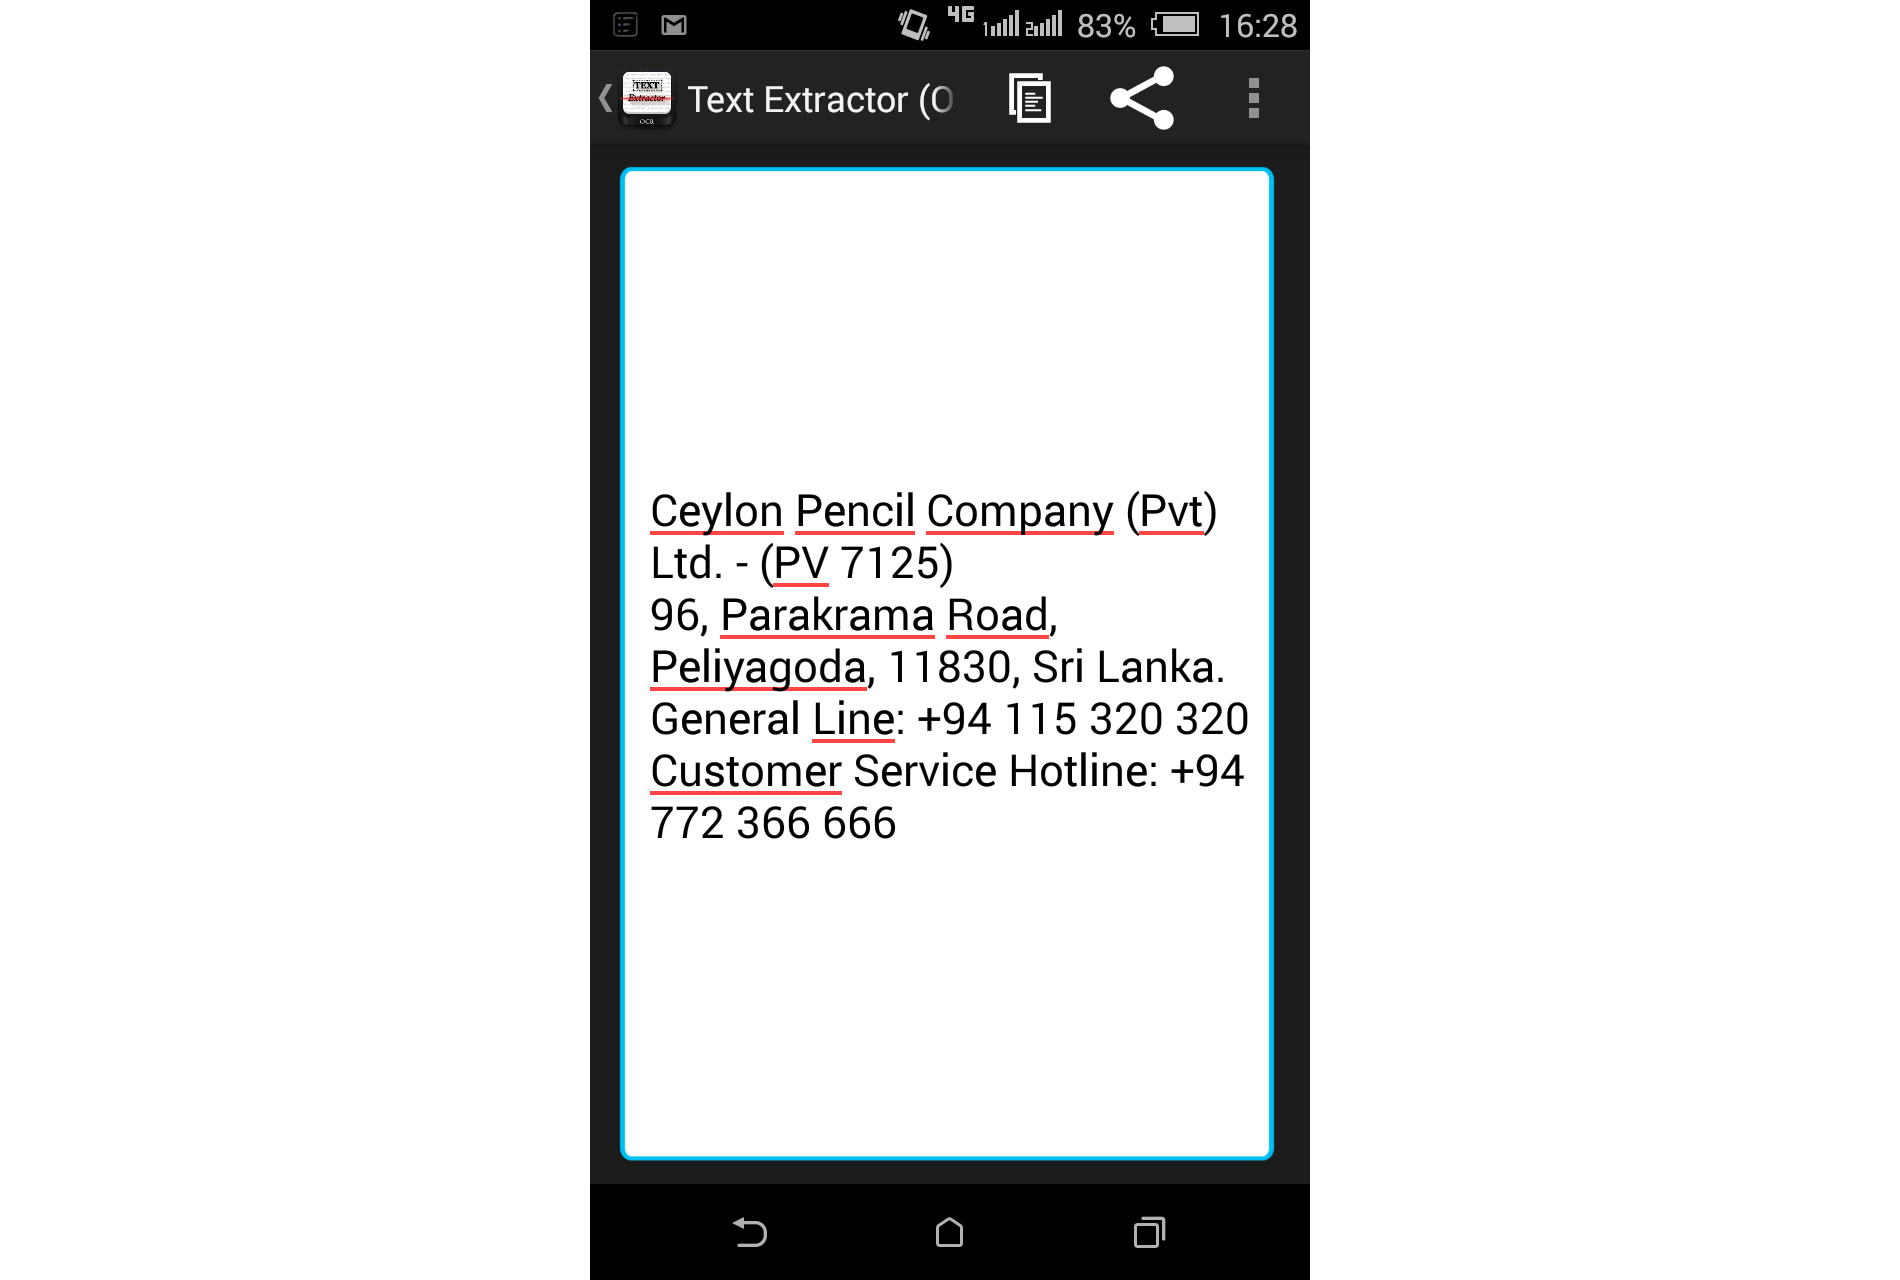 4G 1 2 83% 16:28
TEXT
Extractor
OCR
Text Extractor (O
Ceylon Pencil Company (Pvt)
Ltd. - (PV 7125)
96, Parakrama Road,
Peliyagoda, 11830, Sri Lanka.
General Line: +94 115 320 320
Customer Service Hotline: +94
772 366 666